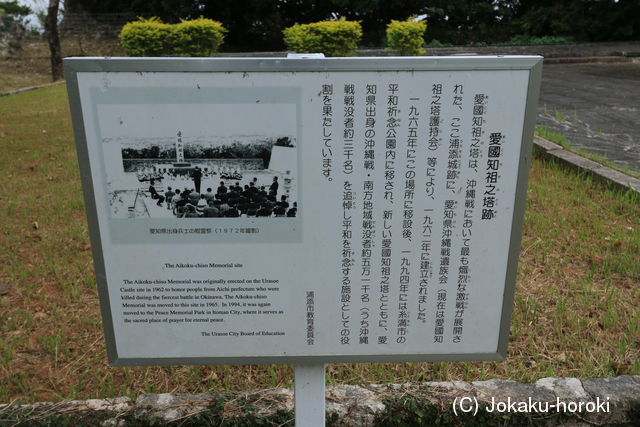 愛國知祖之塔跡
愛國知祖之塔は、沖縄戦において最も熾烈な激戦が展開さ
れた、ここ浦添城跡に、愛知県沖縄戦遺族会（現在は愛國知
祖之塔護持会）等により、一九六二年に建立されました。
一九六五年にこの場所に移設後、一九九四年には糸満市の
平和祈念公園内に移され、新しい愛國知祖之塔とともに、愛
知県出身の沖縄戦・南方地域戦没者約五万一千名（うち沖縄
戦戦没者約三千名）を追悼し平和を祈念する施設としての役
割を果たしています。
浦添市教育委員会
愛知県出身兵士の慰霊祭（1972年撮影）
The Aikoku-chiso Memorial site
The Aikoku-chiso Memorial was originally erected on the Urasoe
Castle site in 1962 to honor people from Aichi prefecture who were
killed during the fiercest battle in Okinawa. The Aikoku-chiso
Memorial was moved to this site in 1965. In 1994, it was again
moved to the Peace Memorial Park in Itoman City, where it serves as
the sacred place of prayer for eternal peace.
The Urasoe City Board of Education
(C) Jokaku-horoki